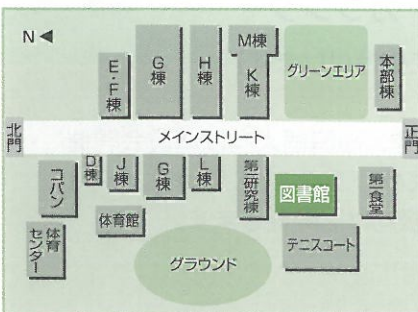 N◀
M棟
E・F棟
G棟
H棟
K棟
グリーンエリア
本部棟
北門
メインストリート
正門
コパン
D棟
J棟
G棟
L棟
第一研究棟
図書館
第一食堂
体育センター
体育館
グラウンド
テニスコート